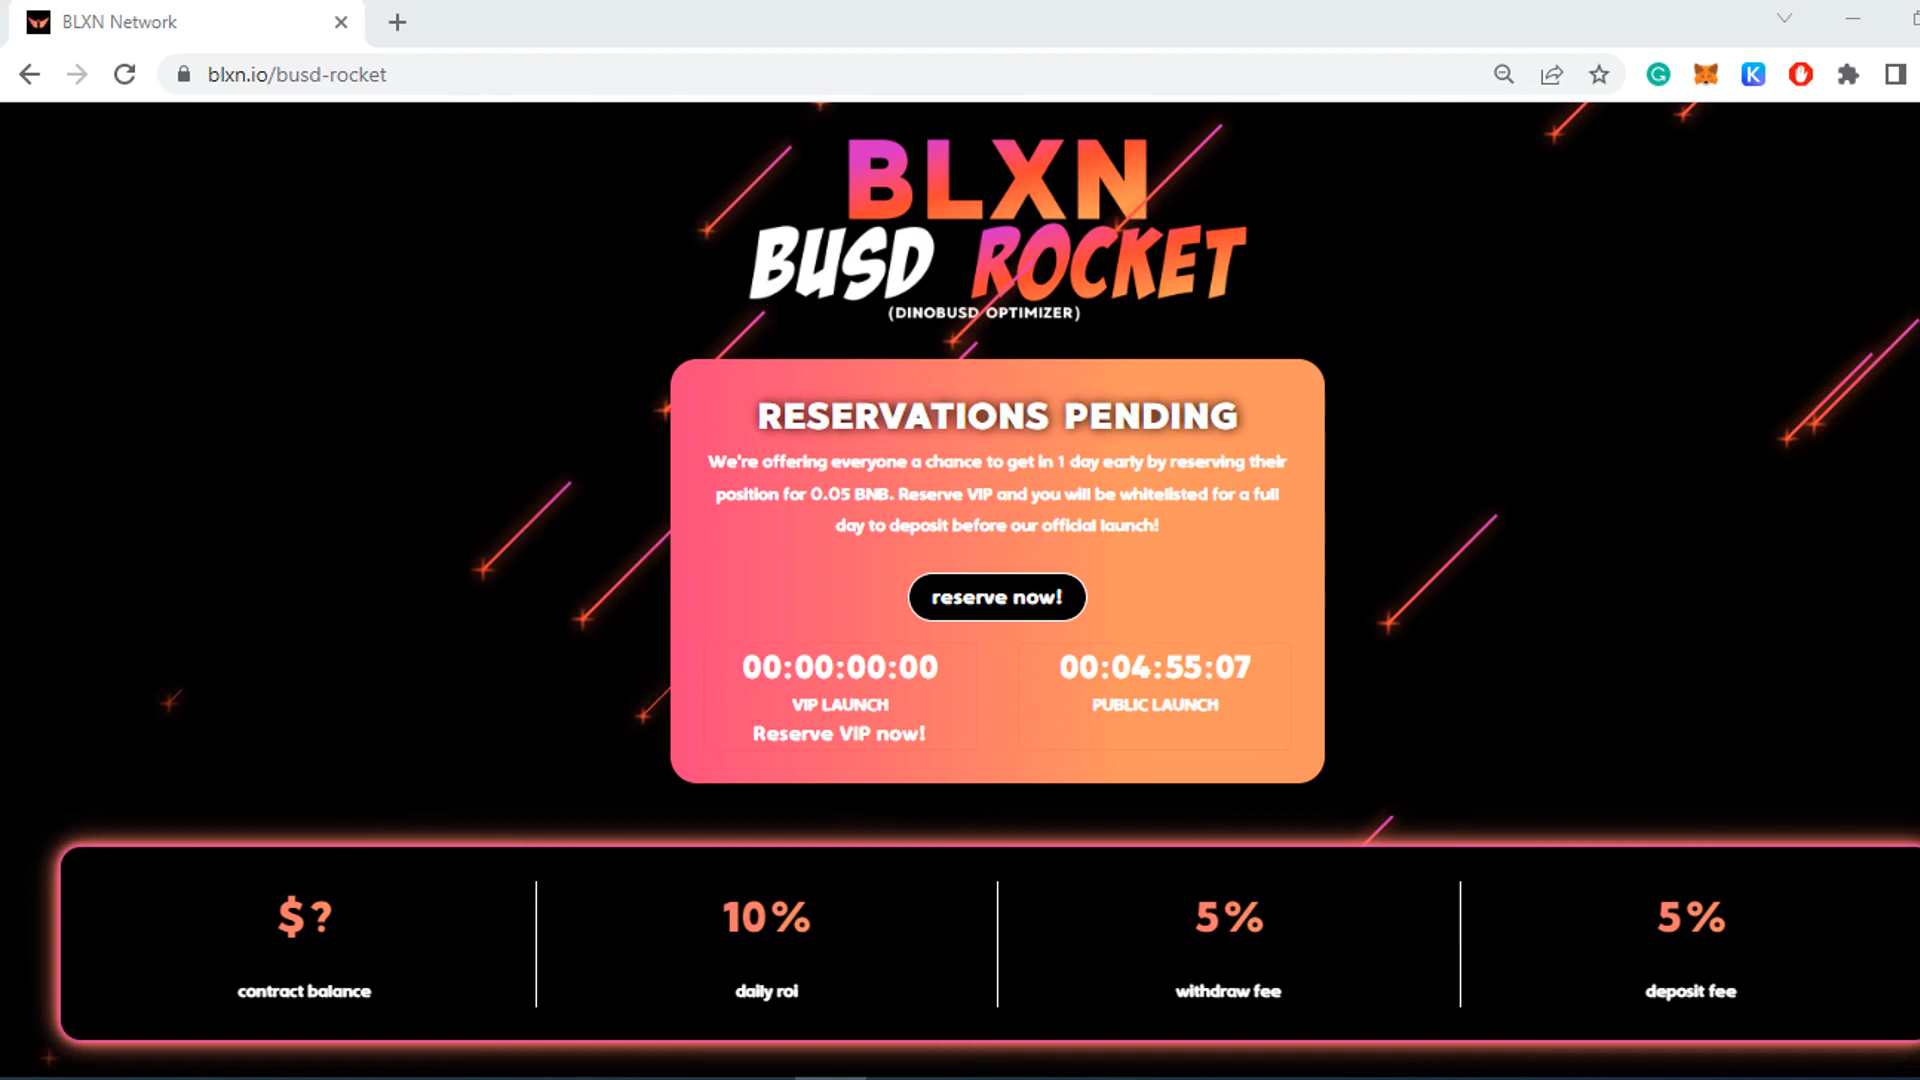 BLXN Network
blxn.io/busd-rocket
BLXN
BUSD ROCKET
(DINOBUSD OPTIMIZER)
RESERVATIONS PENDING
We're offering everyone a chance to get in 1 day early by reserving their
position for 0.05 BNB. Reserve VIP and you will be whitelisted for a full
day to deposit before our official launch!
reserve now!
00:00:00:00
VIP LAUNCH
Reserve VIP now!
00:04:55:07
PUBLIC LAUNCH
$?
contract balance
10%
daily roi
5%
withdraw fee
5%
deposit fee